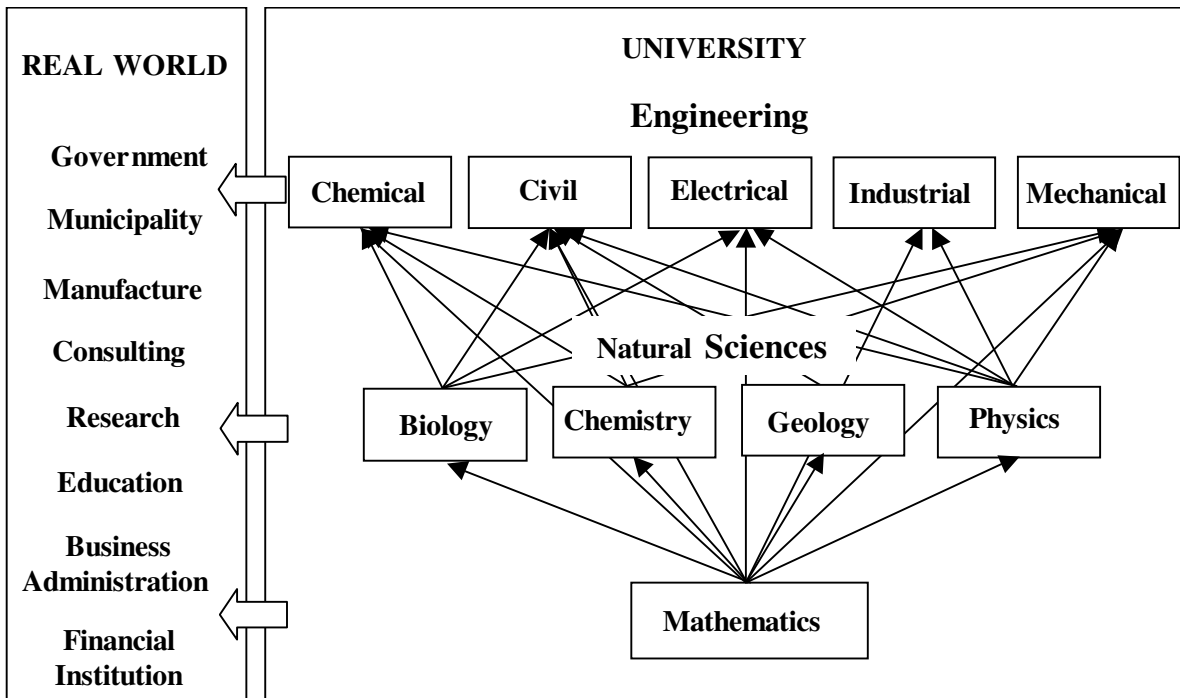 REAL WORLD
Government
Municipality
Manufacture
Consulting
Research
Education
Business
Administration
Financial
Institution
UNIVERSITY
Engineering
Chemical
Civil
Electrical
Industrial
Mechanical
Natural Sciences
Biology
Chemistry
Geology
Physics
Mathematics